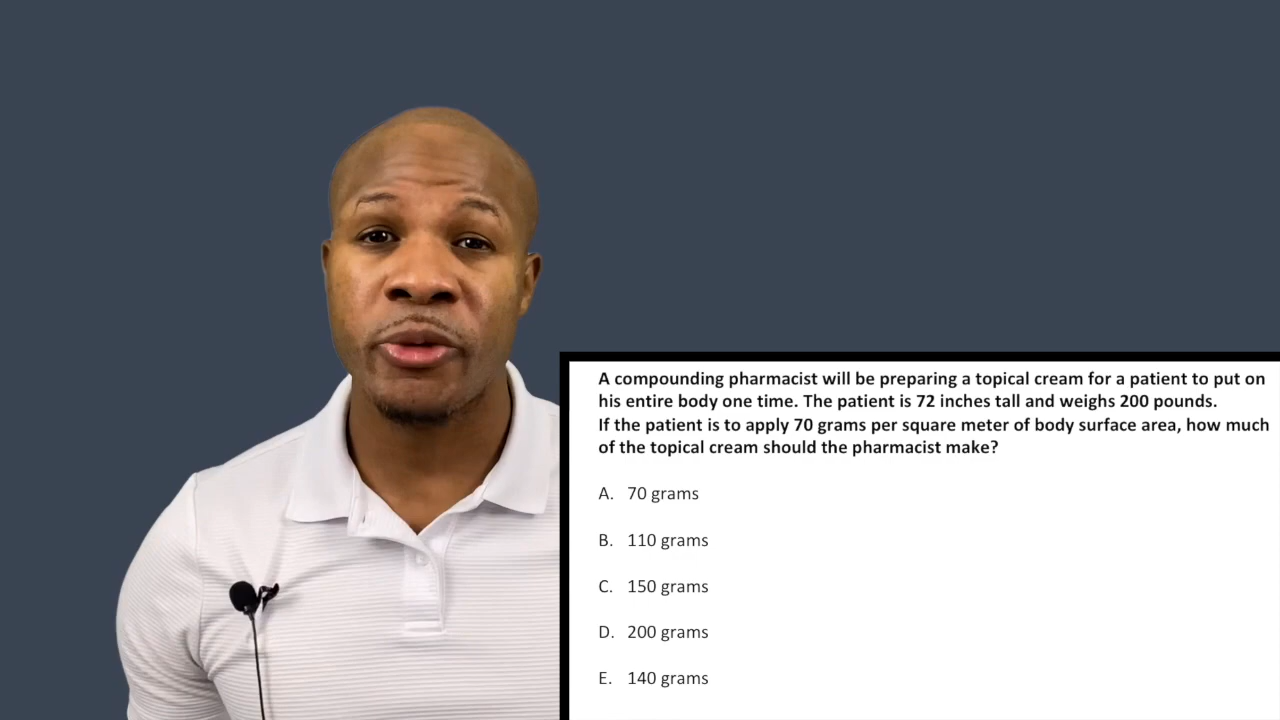 A compounding pharmacist will be preparing a topical cream for a patient to put on
his entire body one time. The patient is 72 inches tall and weighs 200 pounds.
If the patient is to apply 70 grams per square meter of body surface area, how much
of the topical cream should the pharmacist make?
A. 70 grams
B. 110 grams
C. 150 grams
D. 200 grams
E. 140 grams